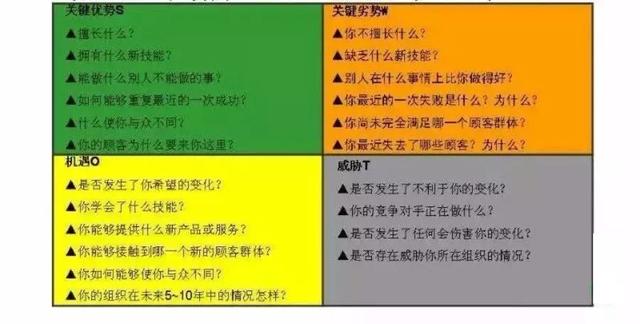 关键优势S
▲擅长什么？
▲拥有什么新技能？
▲能做什么别人不能做的事？
▲如何能够重复最近的一次成功？
▲什么使你与众不同？
▲你的顾客为什么要来你这里？
关键劣势W
▲你不擅长什么？
▲缺乏什么新技能？
▲别人在什么事情上比你做得好？
▲你最近的一次失败是什么？为什么？
▲你尚未完全满足哪一个顾客群体？
▲你最近失去了哪些顾客？为什么？
机遇O
▲是否发生了你希望的变化？
▲你学会了什么技能？
▲你能够提供什么新产品或服务？
▲你能够接触到哪一个新的顾客群体？
▲你如何能够使你与众不同？
▲你的组织在未来5~10年中的情况怎样？
威胁T
▲是否发生了不利于你的变化？
▲你的竞争对手正在做什么？
▲是否发生了任何会伤害你的变化？
▲是否存在威胁你所在组织的情况？